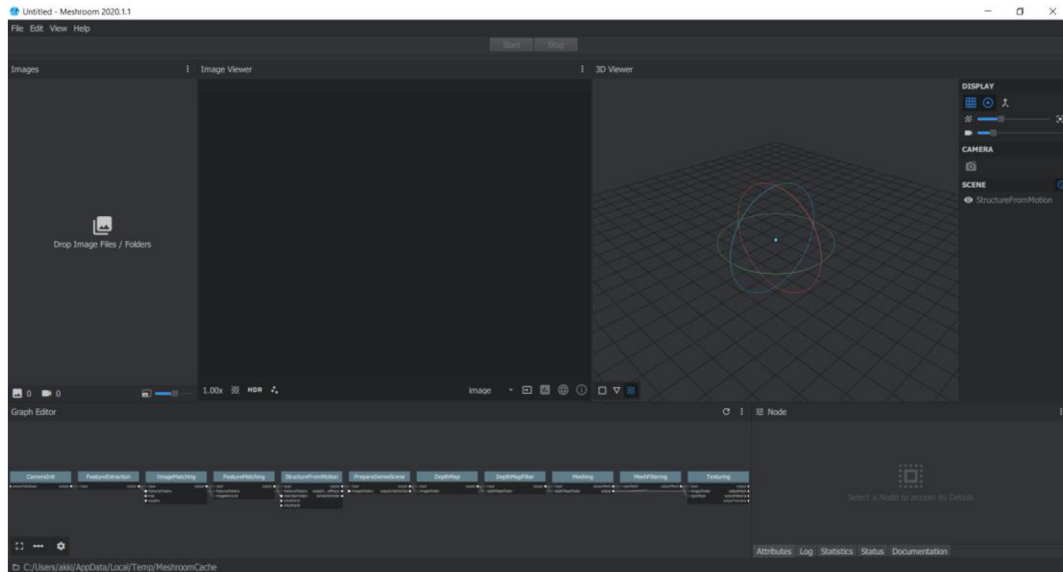 Untitled - Meshroom 2020.1.1
File Edit View Help
Start Stop
Images
Image Viewer
3D Viewer
Drop Image Files / Folders
DISPLAY
CAMERA
SCENE
StructureFromMotion
0 0
1.00x HDR
image
Graph Editor
Node
CameraInit FeatureExtraction ImageMatching FeatureMatching StructureFromMotion PrepareDenseScene DepthMap DepthMapFilter Meshing MeshFiltering Texturing
Select a Node to access its Details
Attributes Log Statistics Status Documentation
C:/Users/akki/AppData/Local/Temp/MeshroomCache